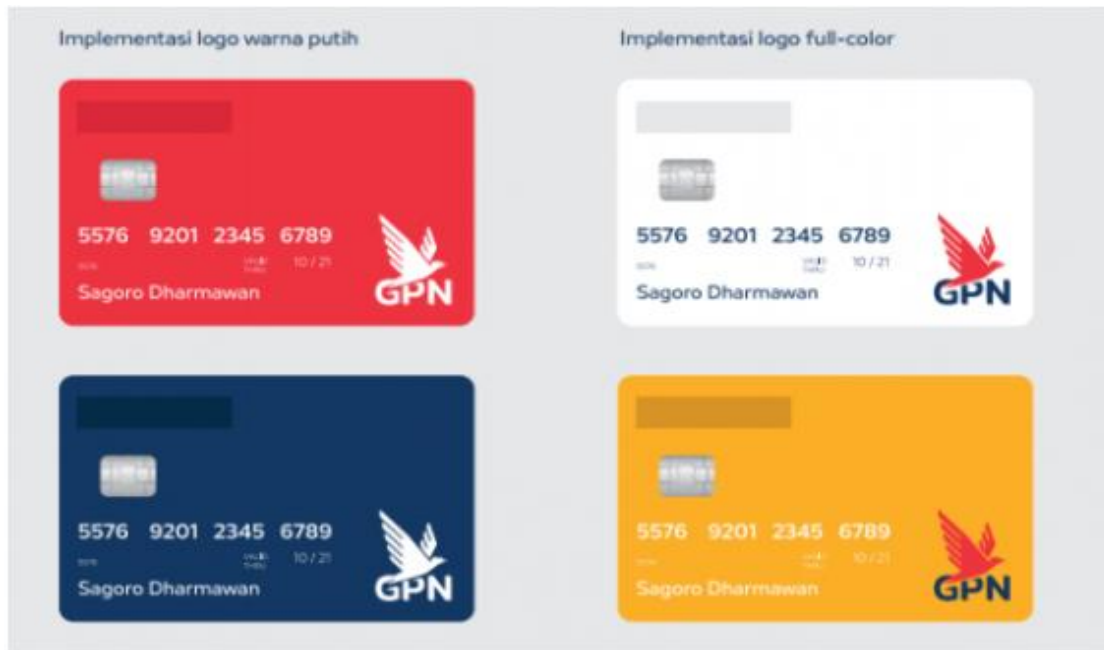 Implementasi logo warna putih
Implementasi logo full-color
5576 9201 2345 6789
10 / 21
Sagoro Dharmawan
GPN
5576 9201 2345 6789
10 / 21
Sagoro Dharmawan
GPN
5576 9201 2345 6789
10 / 21
Sagoro Dharmawan
GPN
5576 9201 2345 6789
10 / 21
Sagoro Dharmawan
GPN